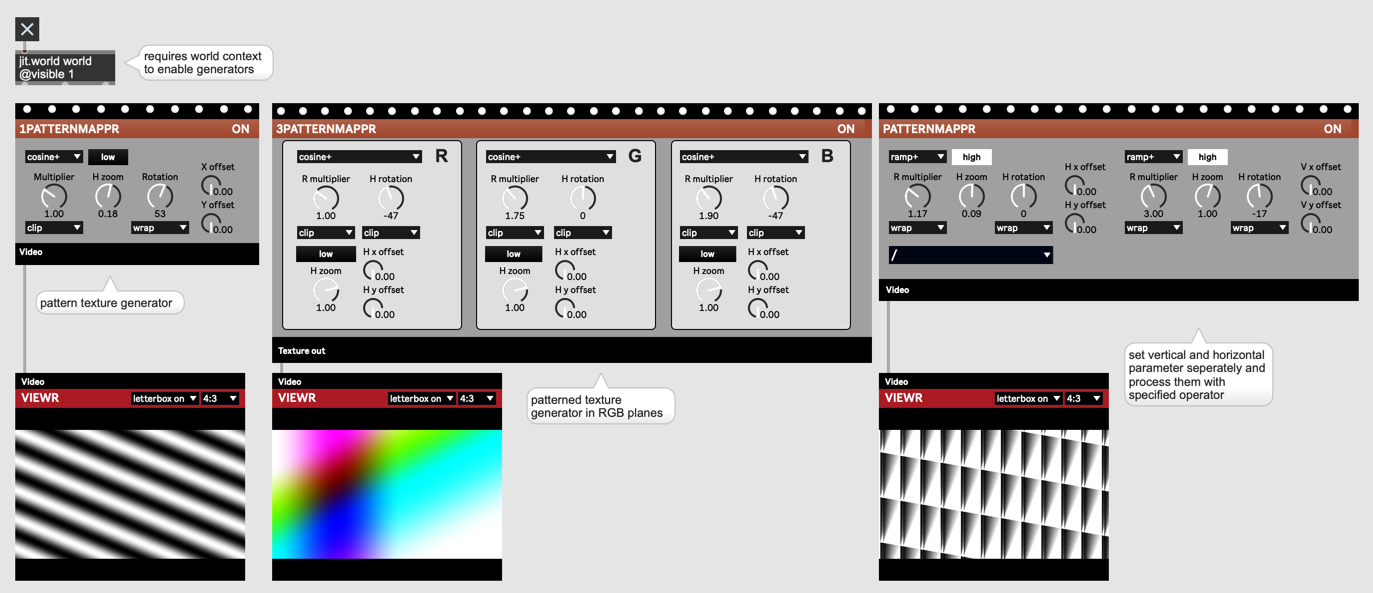 jit.world world
@visible 1
requires world context
to enable generators
1PATTERNMAPPR ON
cosine+ low
X offset
Multiplier H zoom Rotation
0.00
Y offset
1.00 0.18 53
clip wrap 0.00
Video
pattern texture generator
3PATTERNMAPPR ON
cosine+ R
R multiplier H rotation
1.00 -47
clip clip
low H x offset
0.00
H zoom
H y offset
1.00 0.00
cosine+ G
R multiplier H rotation
1.75 0
clip clip
low H x offset
0.00
H zoom
H y offset
1.00 0.00
cosine+ B
R multiplier H rotation
1.90 -47
clip clip
low H x offset
0.00
H zoom
H y offset
1.00 0.00
Texture out
patterned texture
generator in RGB planes
PATTERNMAPPR ON
ramp+ high
H x offset
R multiplier H zoom H rotation
0.00
H y offset
1.17 0.09 0
wrap wrap 0.00
ramp+ high
V x offset
R multiplier H zoom H rotation
0.00
V y offset
3.00 1.00 -17
wrap wrap 0.00
/
Video
set vertical and horizontal
parameter seperately and
process them with
specified operator
Video
VIEWR letterbox on 4:3
Video
VIEWR letterbox on 4:3
Video
VIEWR letterbox on 4:3